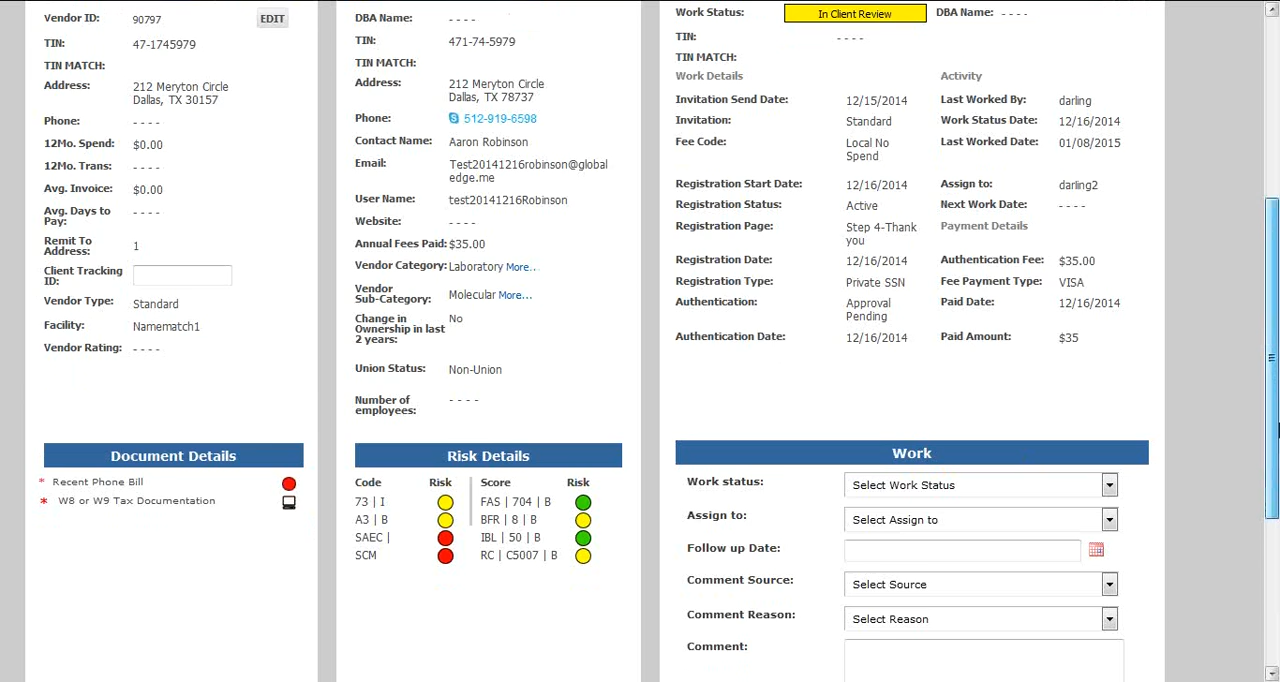 Vendor ID: 90797 EDIT
TIN: 47-1745979
TIN MATCH:
Address: 212 Meryton Circle
Dallas, TX 30157
Phone: - - - -
12Mo. Spend: $0.00
12Mo. Trans: - - - -
Avg. Invoice: $0.00
Avg. Days to
Pay: - - - -
Remit To
Address: 1
Client Tracking
ID:
Vendor Type: Standard
Facility: Namematch1
Vendor Rating: - - - -
Document Details
* Recent Phone Bill
* W8 or W9 Tax Documentation
DBA Name: - - - -
TIN: 471-74-5979
TIN MATCH:
Address: 212 Meryton Circle
Dallas, TX 78737
Phone: 512-919-6598
Contact Name: Aaron Robinson
Email: Test20141216robinson@global
edge.me
User Name: test20141216Robinson
Website: - - - -
Annual Fees Paid: $35.00
Vendor Category: Laboratory More...
Vendor
Sub-Category: Molecular More...
Change in No
Ownership in last
2 years:
Union Status: Non-Union
Number of - - - -
employees:
Risk Details
Code Risk Score Risk
73 | I FAS | 704 | B
A3 | B BFR | 8 | B
SAEC | IBL | 50 | B
SCM RC | C5007 | B
Work Status: In Client Review DBA Name: - - - -
TIN: - - - -
TIN MATCH:
Work Details Activity
Invitation Send Date: 12/15/2014 Last Worked By: darling
Invitation: Standard Work Status Date: 12/16/2014
Fee Code: Local No Last Worked Date: 01/08/2015
Spend
Registration Start Date: 12/16/2014 Assign to: darling2
Registration Status: Active Next Work Date: - - - -
Registration Page: Step 4-Thank Payment Details
you
Registration Date: 12/16/2014 Authentication Fee: $35.00
Registration Type: Private SSN Fee Payment Type: VISA
Authentication: Approval Paid Date: 12/16/2014
Pending
Authentication Date: 12/16/2014 Paid Amount: $35
Work
Work status: Select Work Status
Assign to: Select Assign to
Follow up Date:
Comment Source: Select Source
Comment Reason: Select Reason
Comment: